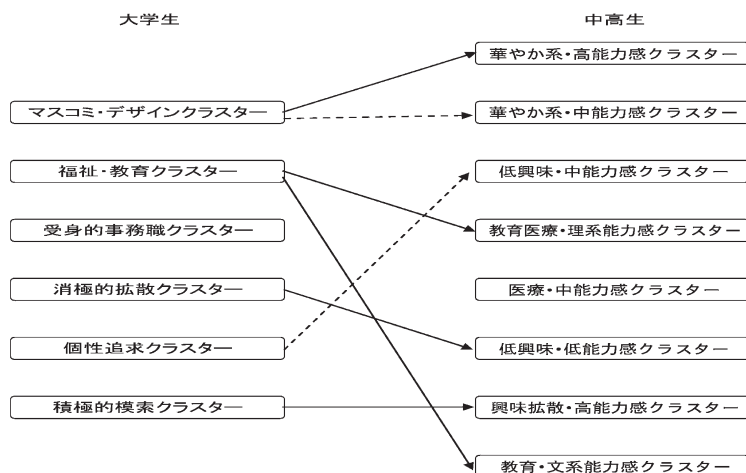 大学生
マスコミ・デザインクラスター
福祉・教育クラスター
受身的事務職クラスター
消極的拡散クラスター
個性追求クラスター
積極的模索クラスター
中高生
華やか系・高能力感クラスター
華やか系・中能力感クラスター
低興味・中能力感クラスター
教育医療・理系能力感クラスター
医療・中能力感クラスター
低興味・低能力感クラスター
興味拡散・高能力感クラスター
教育・文系能力感クラスター